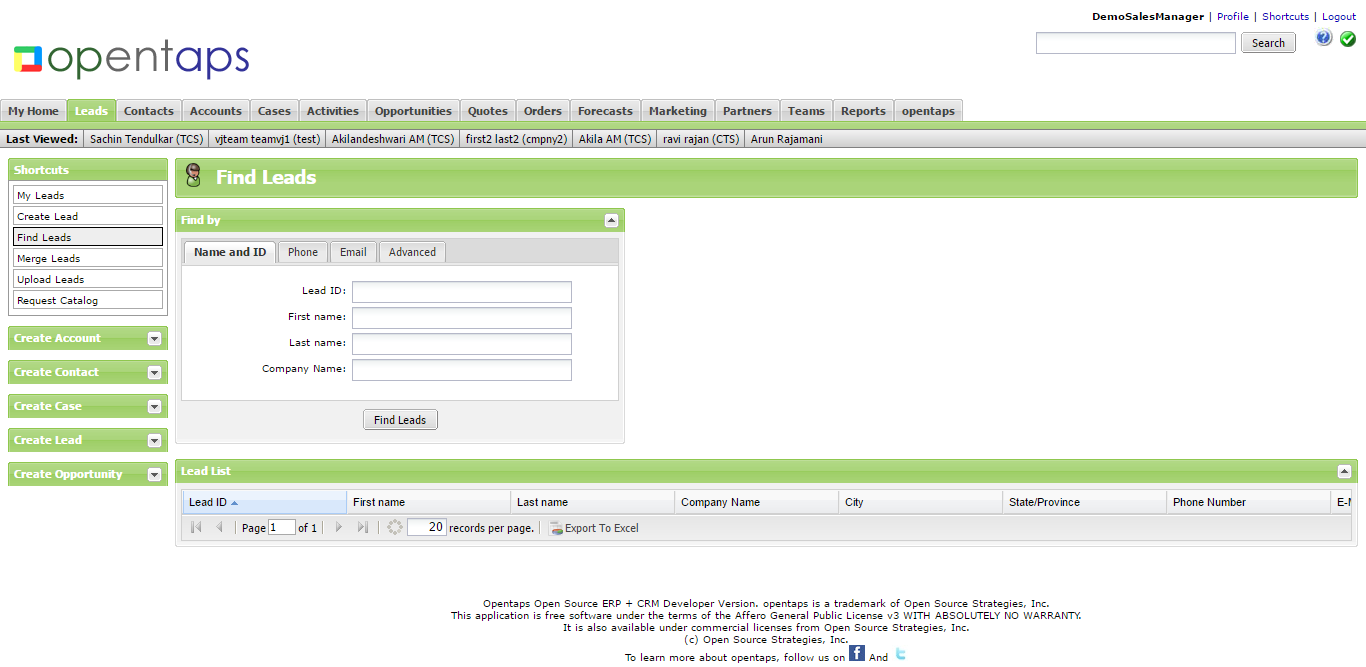 DemoSalesManager | Profile | Shortcuts | Logout
opentaps
Search
My Home Leads Contacts Accounts Cases Activities Opportunities Quotes Orders Forecasts Marketing Partners Teams Reports opentaps
Last Viewed: Sachin Tendulkar (TCS) vjteam teamvj1 (test) Akilandeshwari AM (TCS) first2 last2 (cmpny2) Akila AM (TCS) ravi rajan (CTS) Arun Rajamani
Shortcuts
My Leads
Create Lead
Find Leads
Merge Leads
Upload Leads
Request Catalog
Create Account
Create Contact
Create Case
Create Lead
Create Opportunity
Find Leads
Find by
Name and ID Phone Email Advanced
Lead ID:
First name:
Last name:
Company Name:
Find Leads
Lead List
Lead ID First name Last name Company Name City State/Province Phone Number
Page 1 of 1 20 records per page. Export To Excel
Opentaps Open Source ERP + CRM Developer Version. opentaps is a trademark of Open Source Strategies, Inc.
This application is free software under the terms of the Affero General Public License v3 WITH ABSOLUTELY NO WARRANTY.
It is also available under commercial licenses from Open Source Strategies, Inc.
(c) Open Source Strategies, Inc.
To learn more about opentaps, follow us on f And t